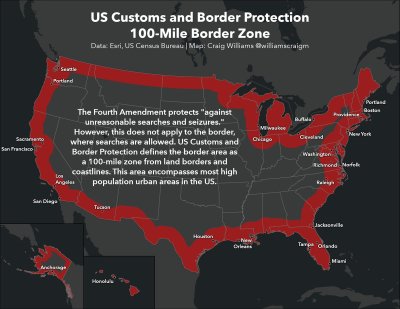 US Customs and Border Protection
100-Mile Border Zone
Data: Esri, US Census Bureau | Map: Craig Williams @williamscraigm
Seattle
Portland
The Fourth Amendment protects "against
unreasonable searches and seizures."
However, this does not apply to the border,
where searches are allowed. US Customs and
Border Protection defines the border area as
a 100-mile zone from land borders and
coastlines. This area encompasses most high
population urban areas in the US.
Sacramento
San Francisco
Los
Angeles
San Diego
Tucson
Milwaukee
Chicago
Buffalo
Cleveland
Portland
Boston
Providence
New York
Washington
Richmond
Norfolk
Raleigh
Jacksonville
Houston
New
Orleans
Tampa
Orlando
Miami
Anchorage
Honolulu